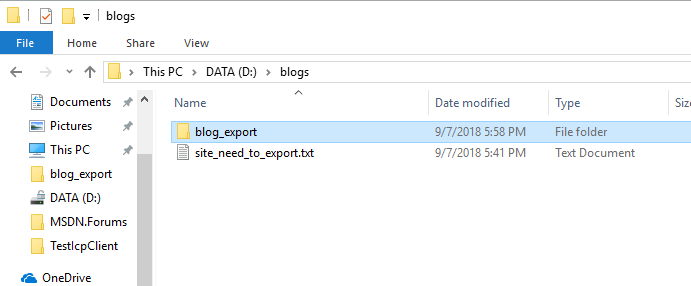 blogs
File Home Share View
This PC DATA (D:) blogs
Documents
Pictures
This PC
blog_export
DATA (D:)
MSDN.Forums
TestIcpClient
OneDrive
Name Date modified Type Siz
blog_export 9/7/2018 5:58 PM File folder
site_need_to_export.txt 9/7/2018 5:41 PM Text Document